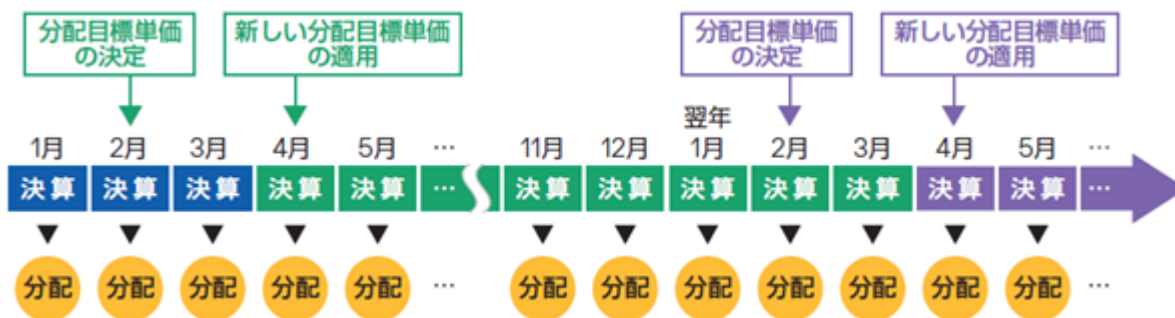 分配目標単価
の決定
新しい分配目標単価
の適用
分配目標単価
の決定
新しい分配目標単価
の適用
翌年
1月 2月 3月 4月 5月 … 11月 12月 1月 2月 3月 4月 5月 …
決算 決算 決算 決算 決算 … 決算 決算 決算 決算 決算 決算 決算 …
分配 分配 分配 分配 分配 … 分配 分配 分配 分配 分配 分配 分配 …